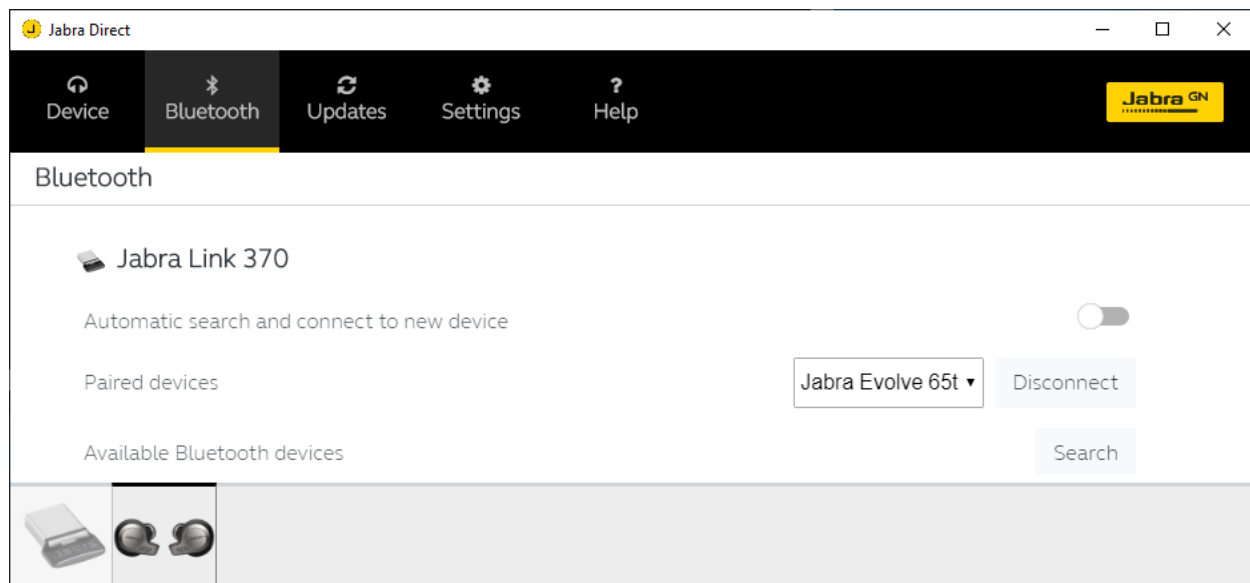 Jabra Direct
Device
Bluetooth
Updates
Settings
Help
Jabra GN
Bluetooth
Jabra Link 370
Automatic search and connect to new device
Paired devices
Jabra Evolve 65t
Disconnect
Available Bluetooth devices
Search